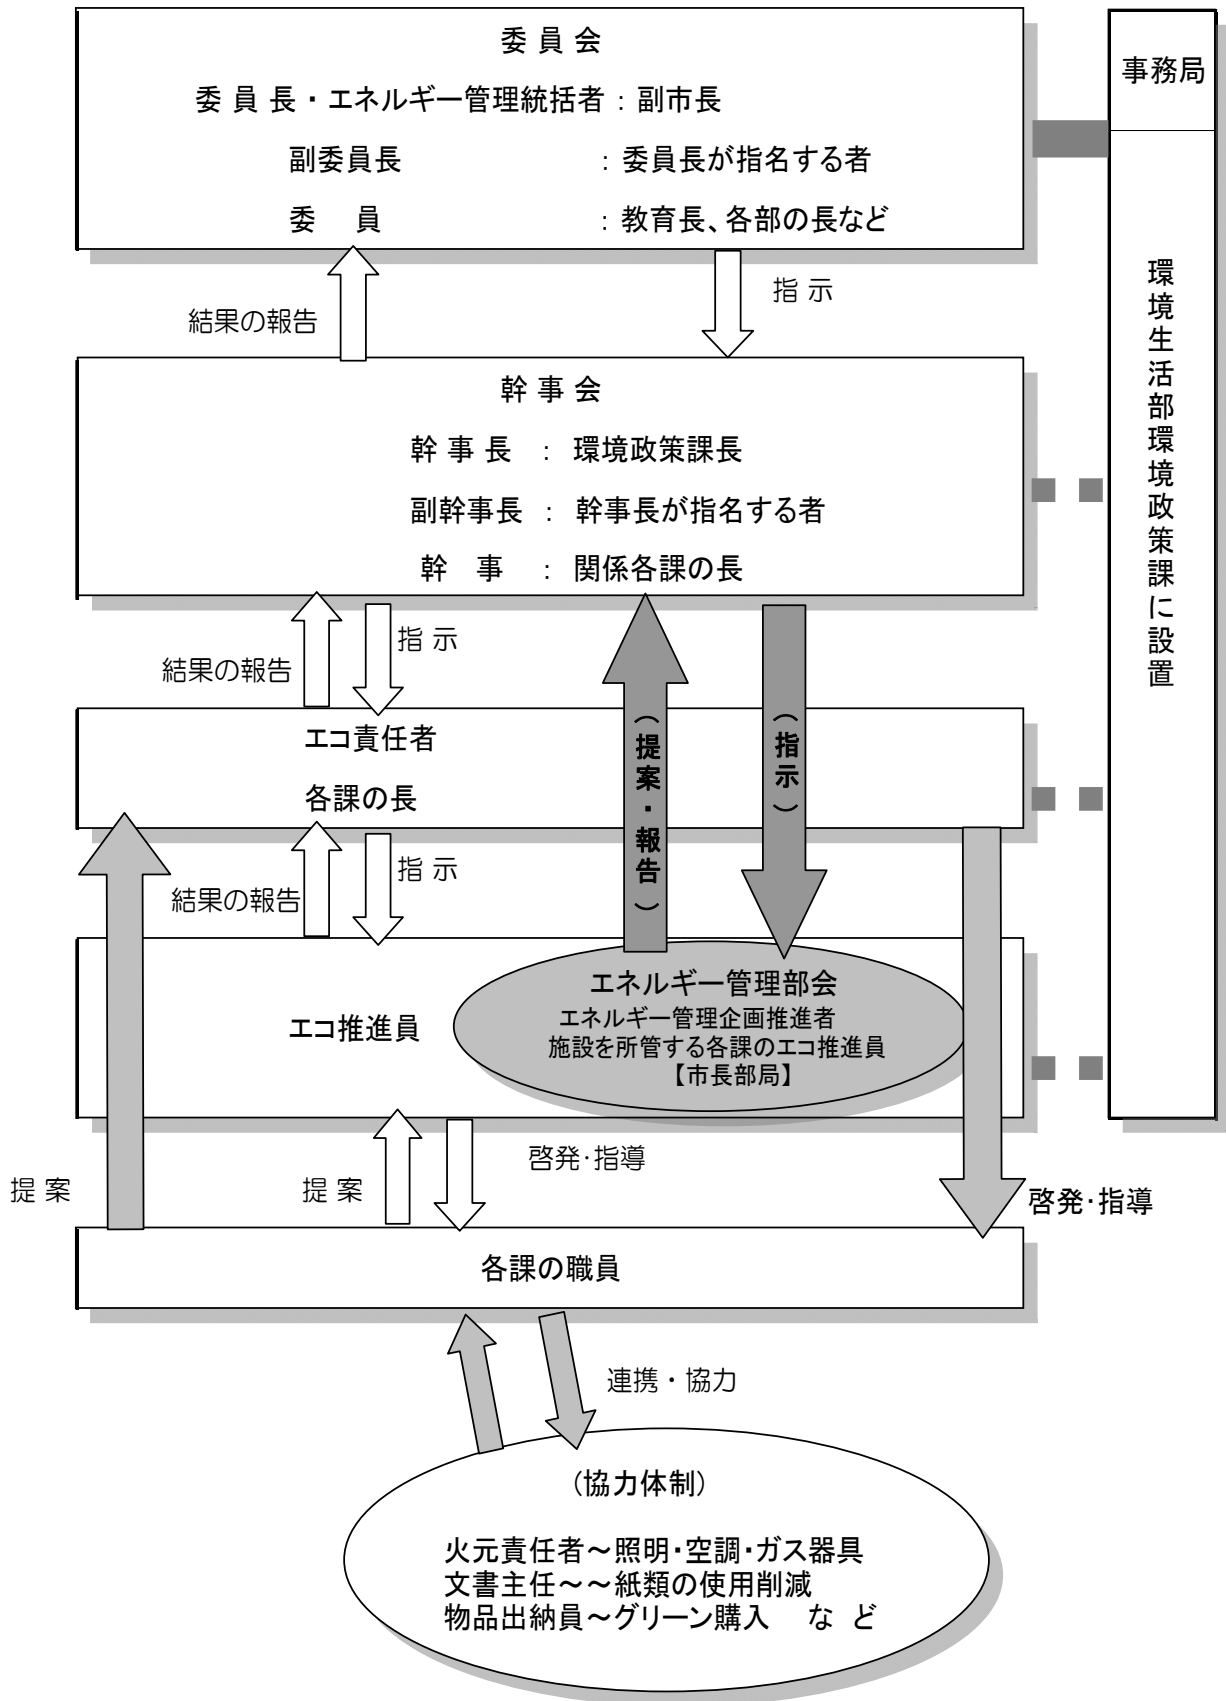 委 員 会
委 員 長 ・ エネルギー管理統括者 : 副市長
副委員長 : 委員長が指名する者
委 員 : 教育長、各部の長など
事務局
環境生活部環境政策課に設置
結果の報告
指 示
幹 事 会
幹 事 長 : 環境政策課長
副幹事長 : 幹事長が指名する者
幹 事 : 関係各課の長
結果の報告
指 示
(提案・報告)
(指示)
エコ責任者
各課の長
結果の報告
指 示
エコ推進員
エネルギー管理部会
エネルギー管理企画推進者
施設を所管する各課のエコ推進員
【市長部局】
提 案
提 案
啓発・指導
啓発・指導
各課の職員
連携・協力
(協力体制)
火元責任者~照明・空調・ガス器具
文書主任~~紙類の使用削減
物品出納員~グリーン購入 な ど